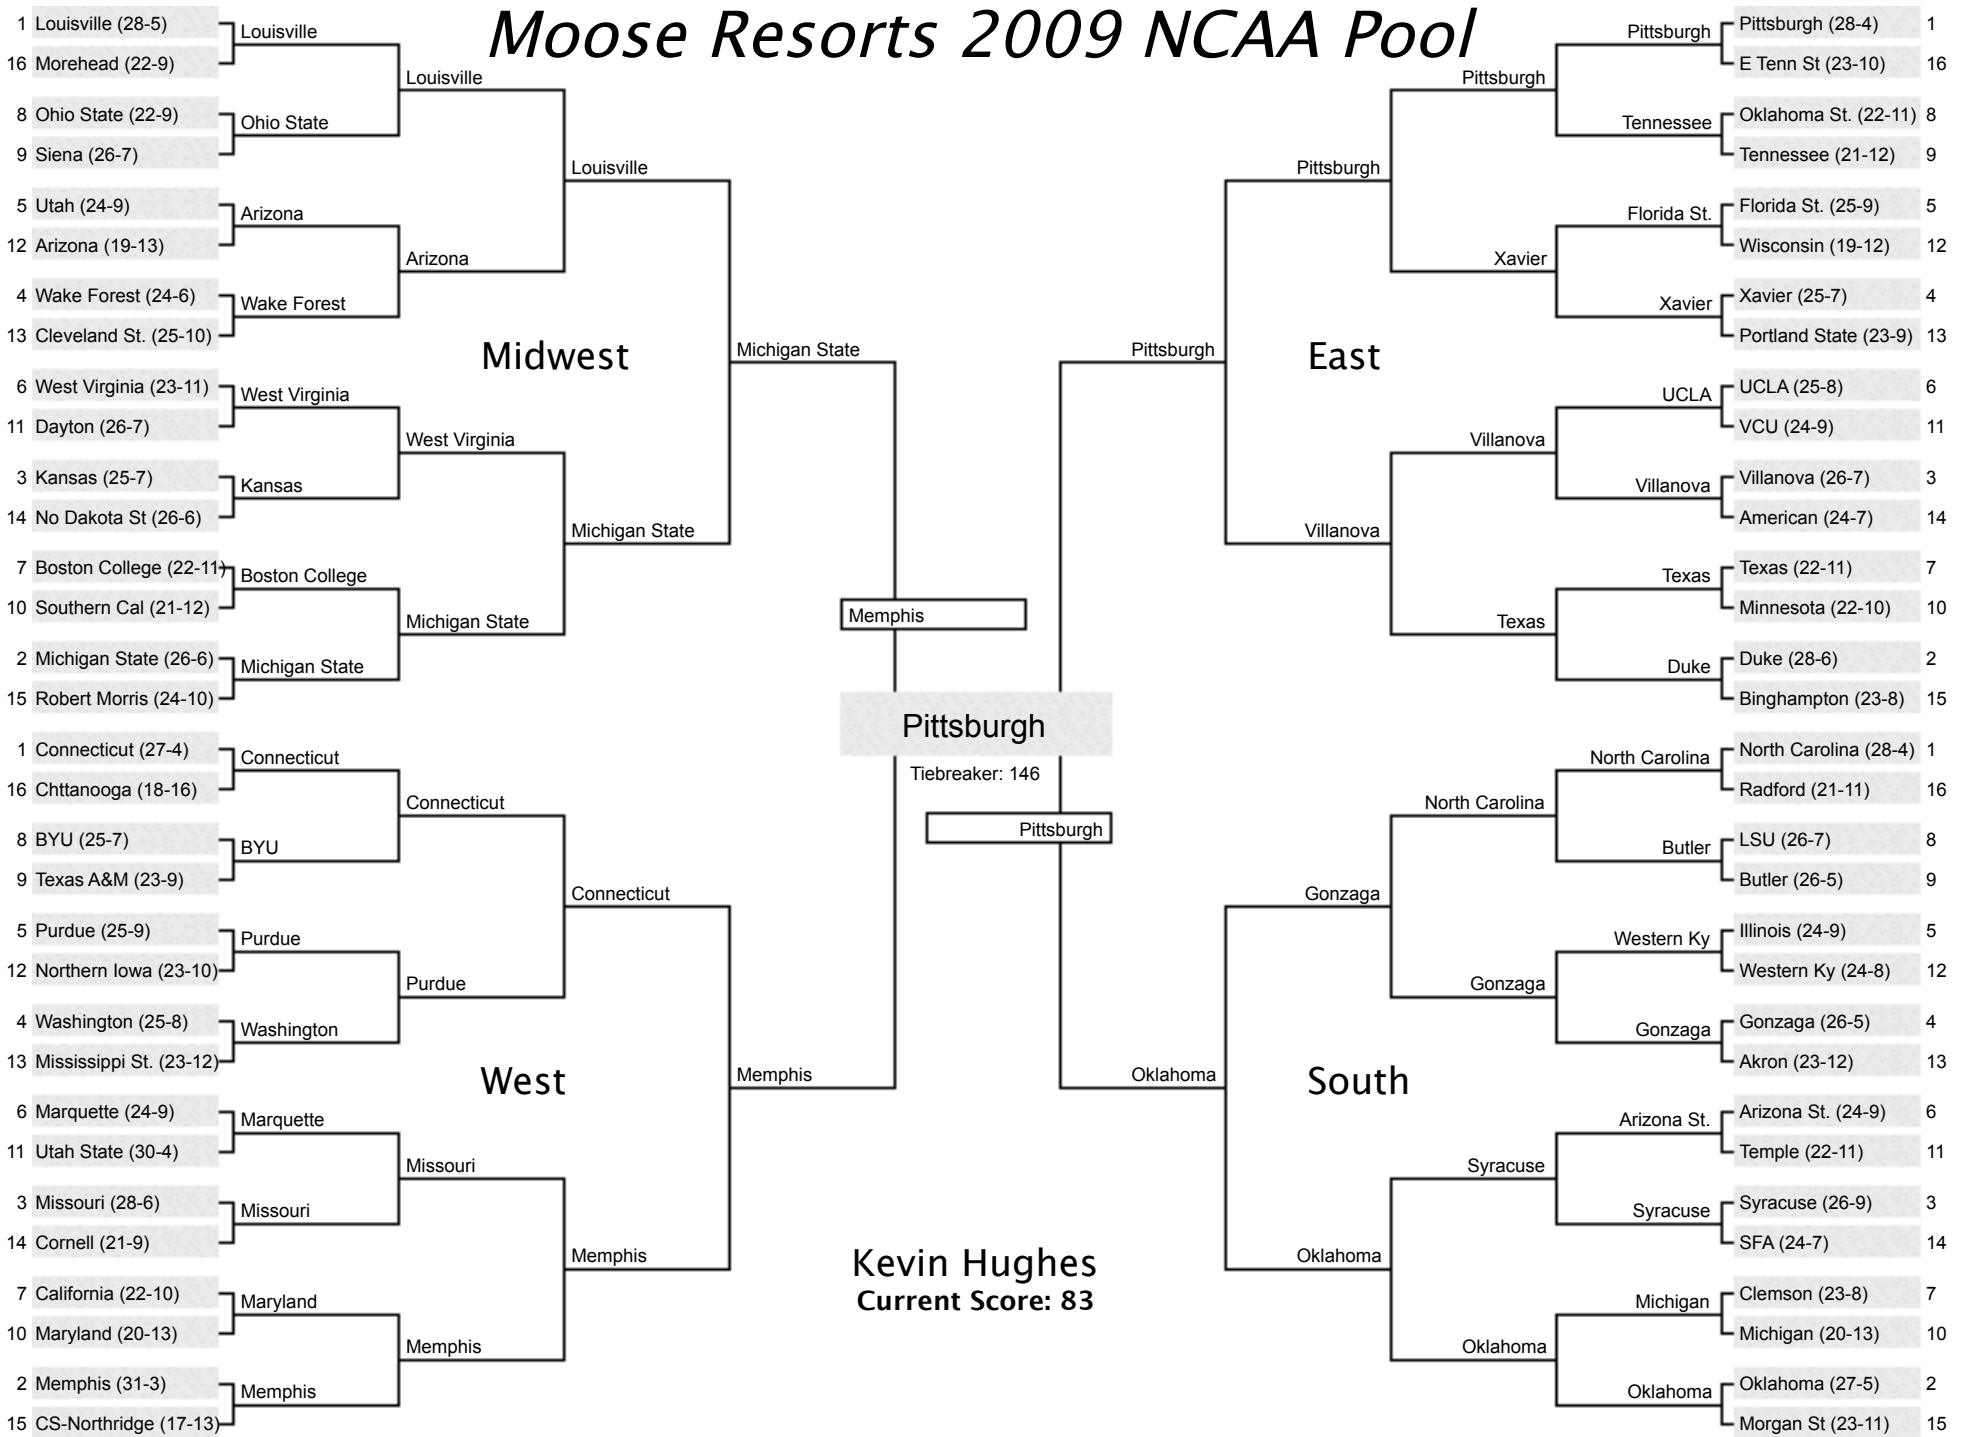 Moose Resorts 2009 NCAA Pool
1 Louisville (28-5)
16 Morehead (22-9)
8 Ohio State (22-9)
9 Siena (26-7)
5 Utah (24-9)
12 Arizona (19-13)
4 Wake Forest (24-6)
13 Cleveland St. (25-10)
6 West Virginia (23-11)
11 Dayton (26-7)
3 Kansas (25-7)
14 No Dakota St (26-6)
7 Boston College (22-11)
10 Southern Cal (21-12)
2 Michigan State (26-6)
15 Robert Morris (24-10)
Louisville
Ohio State
Arizona
Wake Forest
West Virginia
Kansas
Boston College
Michigan State
Louisville
Arizona
West Virginia
Michigan State
Louisville
Michigan State
Michigan State
Midwest
1 Connecticut (27-4)
16 Chttanooga (18-16)
8 BYU (25-7)
9 Texas A&M (23-9)
5 Purdue (25-9)
12 Northern Iowa (23-10)
4 Washington (25-8)
13 Mississippi St. (23-12)
6 Marquette (24-9)
11 Utah State (30-4)
3 Missouri (28-6)
14 Cornell (21-9)
7 California (22-10)
10 Maryland (20-13)
2 Memphis (31-3)
15 CS-Northridge (17-13)
Connecticut
BYU
Purdue
Washington
Marquette
Missouri
Maryland
Memphis
Connecticut
Purdue
Missouri
Memphis
Connecticut
Memphis
Memphis
West
Memphis
Pittsburgh
Tiebreaker: 146
Pittsburgh
Kevin Hughes
Current Score: 83
Pittsburgh (28-4) 1
E Tenn St (23-10) 16
Oklahoma St. (22-11) 8
Tennessee (21-12) 9
Florida St. (25-9) 5
Wisconsin (19-12) 12
Xavier (25-7) 4
Portland State (23-9) 13
UCLA (25-8) 6
VCU (24-9) 11
Villanova (26-7) 3
American (24-7) 14
Texas (22-11) 7
Minnesota (22-10) 10
Duke (28-6) 2
Binghampton (23-8) 15
Pittsburgh
Tennessee
Florida St.
Xavier
UCLA
Villanova
Texas
Duke
Pittsburgh
Xavier
Villanova
Texas
Pittsburgh
Villanova
Pittsburgh
East
North Carolina (28-4) 1
Radford (21-11) 16
LSU (26-7) 8
Butler (26-5) 9
Illinois (24-9) 5
Western Ky (24-8) 12
Gonzaga (26-5) 4
Akron (23-12) 13
Arizona St. (24-9) 6
Temple (22-11) 11
Syracuse (26-9) 3
SFA (24-7) 14
Clemson (23-8) 7
Michigan (20-13) 10
Oklahoma (27-5) 2
Morgan St (23-11) 15
North Carolina
Butler
Western Ky
Gonzaga
Arizona St.
Syracuse
Michigan
Oklahoma
North Carolina
Gonzaga
Syracuse
Oklahoma
Gonzaga
Oklahoma
Oklahoma
South